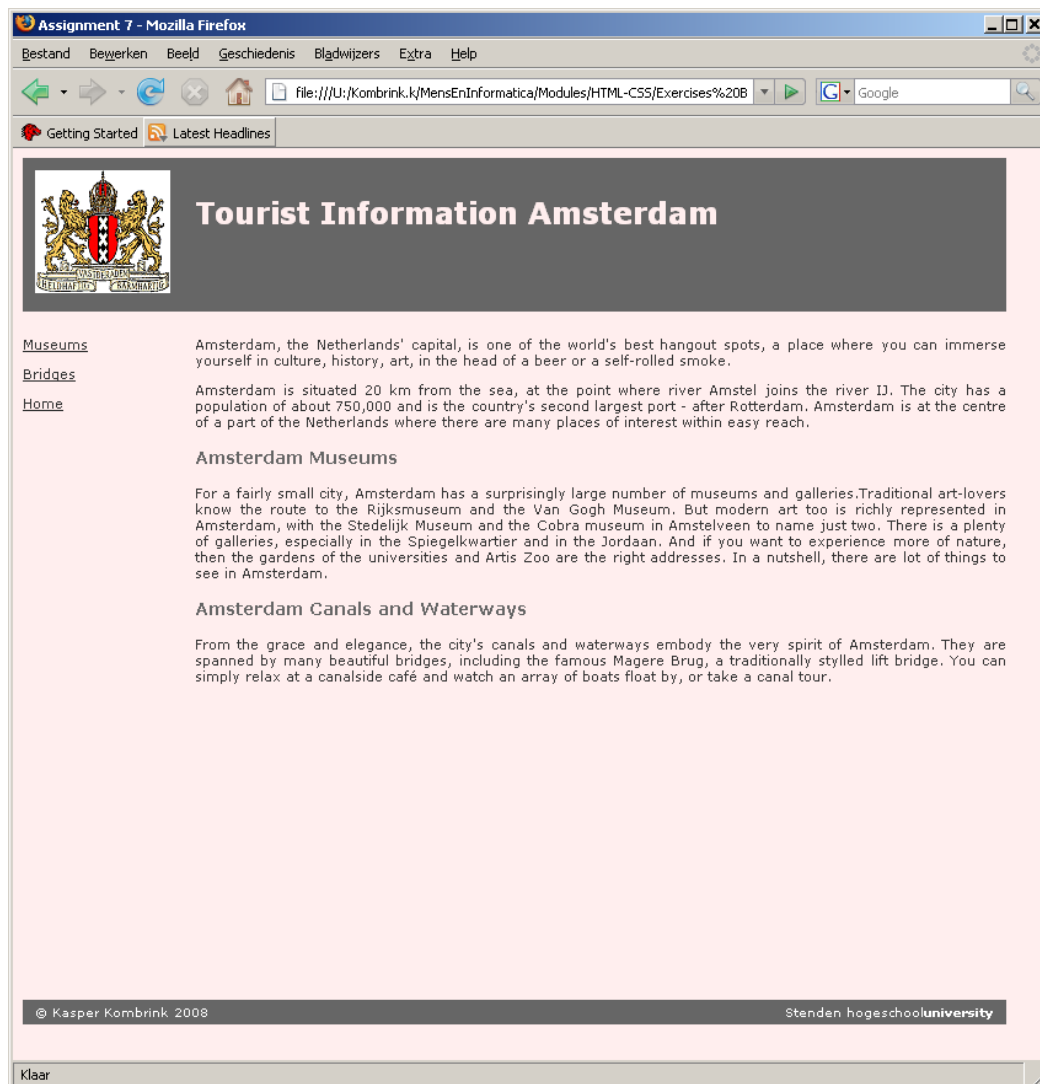 Assignment 7 - Mozilla Firefox
Bestand Bewerken Beeld Geschiedenis Bladwijzers Extra Help
file:///U:/Kombrink.k/MensEnInformatica/Modules/HTML-CSS/Exercises%20B
G Google
Getting Started Latest Headlines
Tourist Information Amsterdam
VASTBERADEN
HELDHAFTIG BARMHARTIG
Museums
Bridges
Home
Amsterdam, the Netherlands' capital, is one of the world's best hangout spots, a place where you can immerse
yourself in culture, history, art, in the head of a beer or a self-rolled smoke.
Amsterdam is situated 20 km from the sea, at the point where river Amstel joins the river IJ. The city has a
population of about 750,000 and is the country's second largest port - after Rotterdam. Amsterdam is at the centre
of a part of the Netherlands where there are many places of interest within easy reach.
Amsterdam Museums
For a fairly small city, Amsterdam has a surprisingly large number of museums and galleries.Traditional art-lovers
know the route to the Rijksmuseum and the Van Gogh Museum. But modern art too is richly represented in
Amsterdam, with the Stedelijk Museum and the Cobra museum in Amstelveen to name just two. There is a plenty
of galleries, especially in the Spiegelkwartier and in the Jordaan. And if you want to experience more of nature,
then the gardens of the universities and Artis Zoo are the right addresses. In a nutshell, there are lot of things to
see in Amsterdam.
Amsterdam Canals and Waterways
From the grace and elegance, the city's canals and waterways embody the very spirit of Amsterdam. They are
spanned by many beautiful bridges, including the famous Magere Brug, a traditionally stylled lift bridge. You can
simply relax at a canalside café and watch an array of boats float by, or take a canal tour.
© Kasper Kombrink 2008
Stenden hogeschooluniversity
Klaar